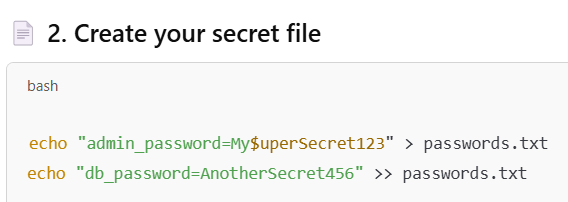 2. Create your secret file
bash
echo "admin_password=My$uperSecret123" > passwords.txt
echo "db_password=AnotherSecret456" >> passwords.txt